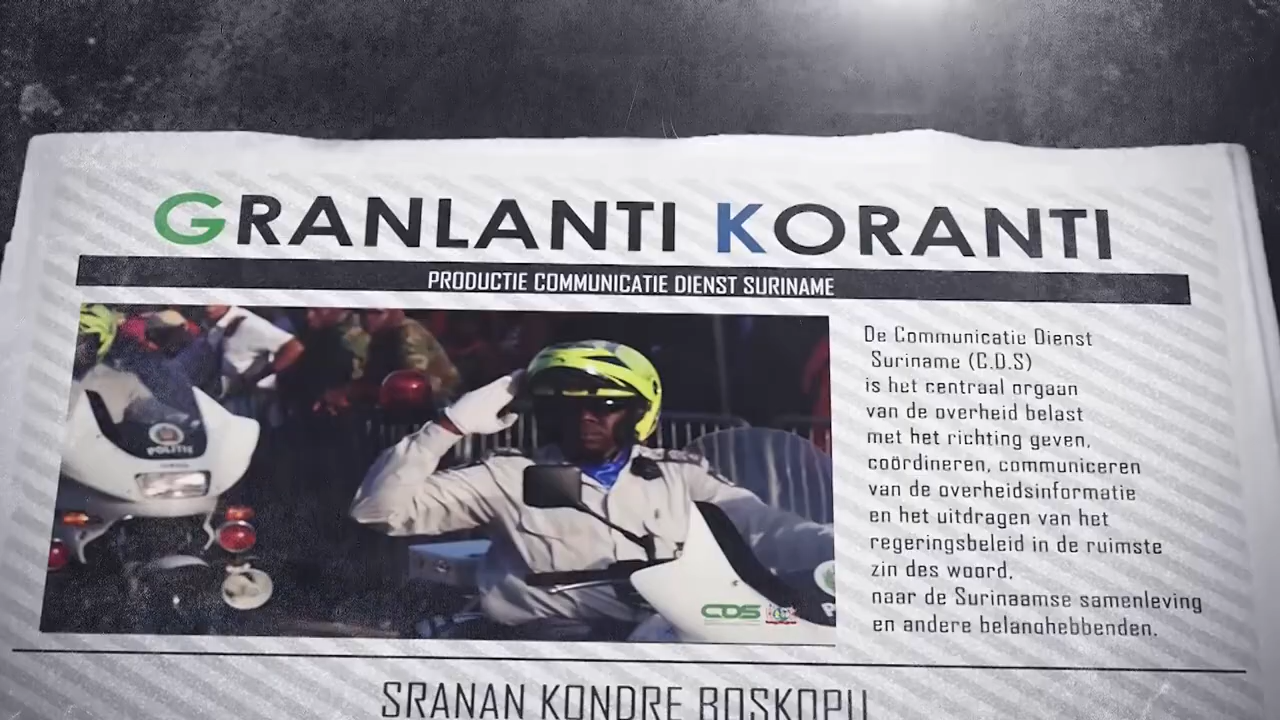 GRANLANTI KORANTI
PRODUCTIE COMMUNICATIE DIENST SURINAME
De Communicatie Dienst
Suriname (C.D.S)
is het centraal orgaan
van de overheid belast
met het richting geven,
coördineren, communiceren
van de overheidsinformatie
en het uitdragen van het
regeringsbeleid in de ruimste
zin des woord,
naar de Surinaamse samenleving
en andere belanghebbenden.
POLITIE
CDS
SRANAN KONDRE BOSKOPU